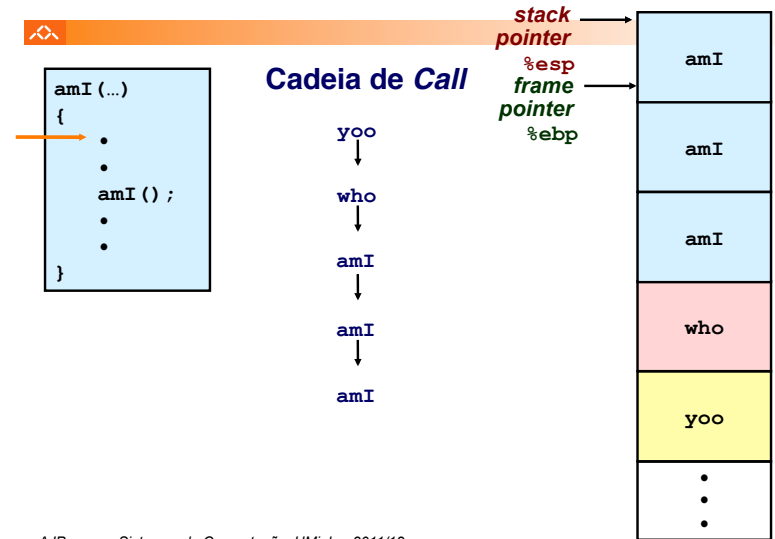 stack
pointer
%esp
frame
pointer
%ebp
Cadeia de Call
amI(…)
{
•
•
amI();
•
•
}
yoo
who
amI
amI
amI
amI
amI
amI
who
yoo
•
•
•